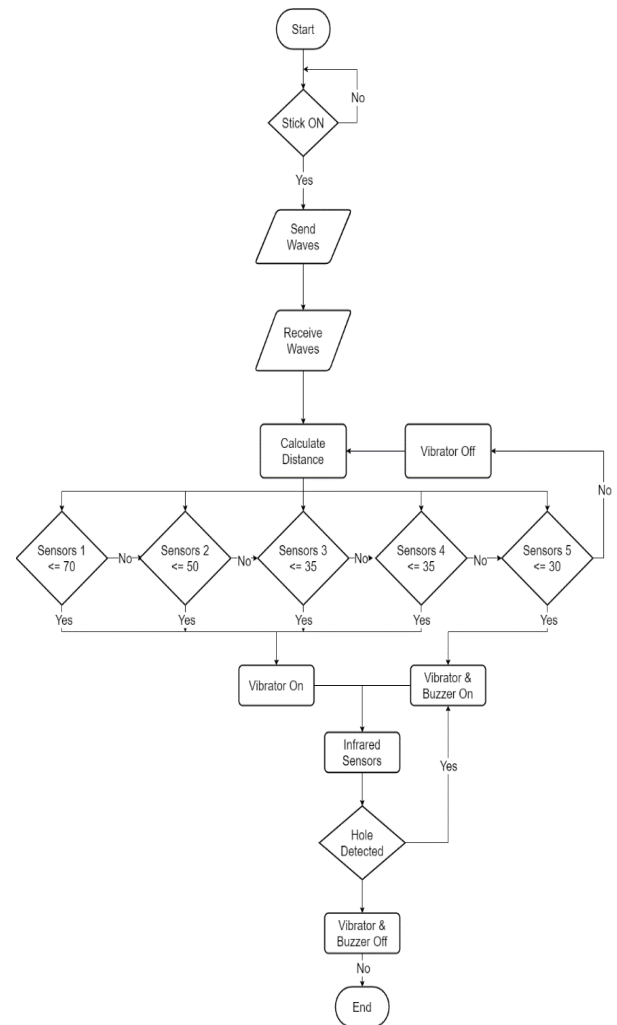 Start
No
Stick ON
Yes
Send
Waves
Receive
Waves
Calculate
Distance
Vibrator Off
No
Sensors 1
<= 70
No
Sensors 2
<= 50
No
Sensors 3
<= 35
No
Sensors 4
<= 35
No
Sensors 5
<= 30
Yes
Yes
Yes
Yes
Yes
Vibrator On
Vibrator &
Buzzer On
Infrared
Sensors
Yes
Hole
Detected
Vibrator &
Buzzer Off
No
End